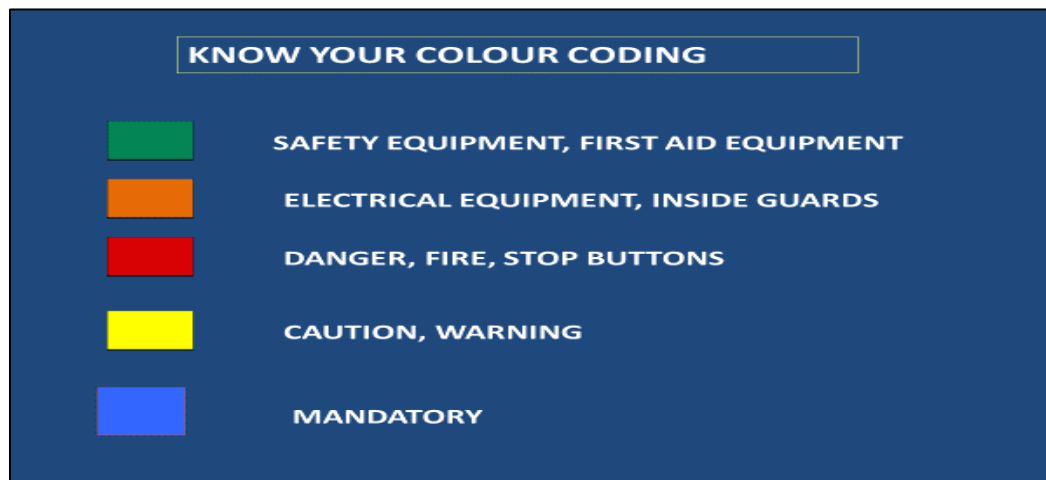 KNOW YOUR COLOUR CODING
SAFETY EQUIPMENT, FIRST AID EQUIPMENT
ELECTRICAL EQUIPMENT, INSIDE GUARDS
DANGER, FIRE, STOP BUTTONS
CAUTION, WARNING
MANDATORY